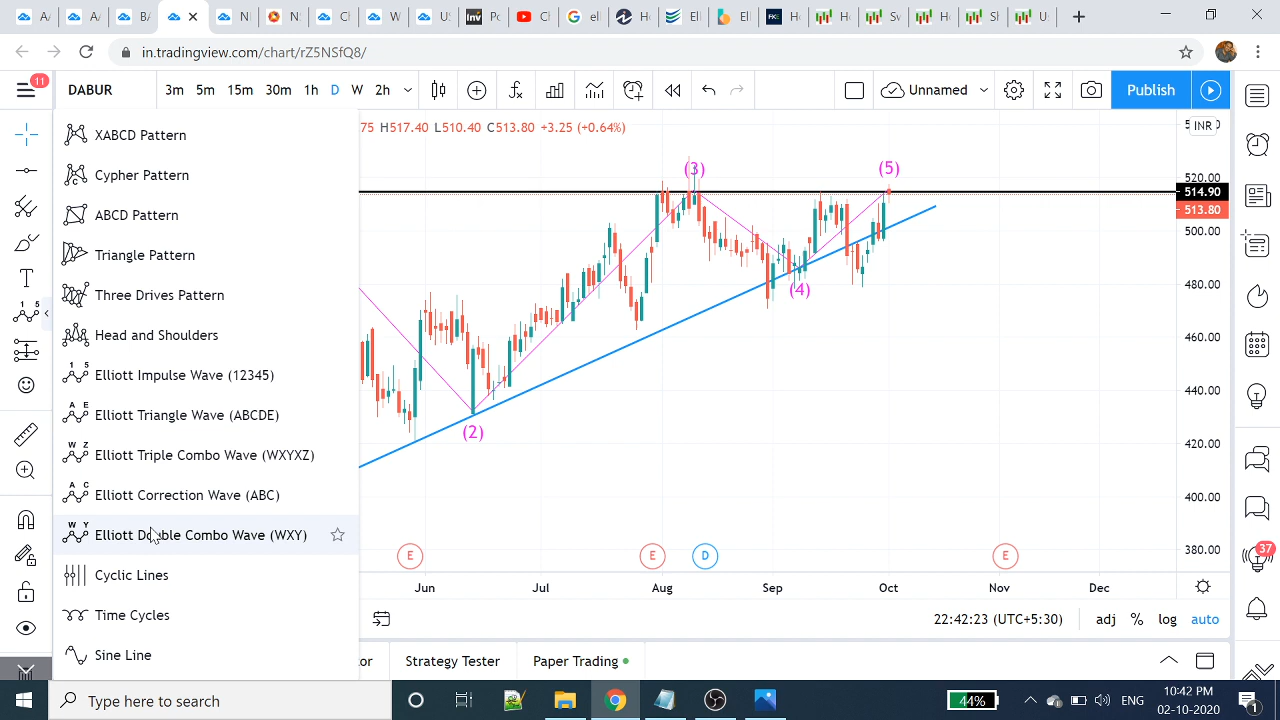 in.tradingview.com/chart/rZ5NSfQ8/
11
DABUR
3m 5m 15m 30m 1h D W 2h
Unnamed
Publish
H517.40 L510.40 C513.80 +3.25 (+0.64%)
INR
XABCD Pattern
Cypher Pattern
ABCD Pattern
Triangle Pattern
Three Drives Pattern
Head and Shoulders
Elliott Impulse Wave (12345)
Elliott Triangle Wave (ABCDE)
Elliott Triple Combo Wave (WXYXZ)
Elliott Correction Wave (ABC)
Elliott Double Combo Wave (WXY)
Cyclic Lines
Time Cycles
Sine Line
(2)
(3)
(4)
(5)
520.00
514.90
513.80
500.00
480.00
460.00
440.00
420.00
400.00
380.00
E
E
D
E
Jun Jul Aug Sep Oct Nov Dec
22:42:23 (UTC+5:30) adj % log auto
Strategy Tester Paper Trading
37
Type here to search
44%
ENG
10:42 PM
02-10-2020
1